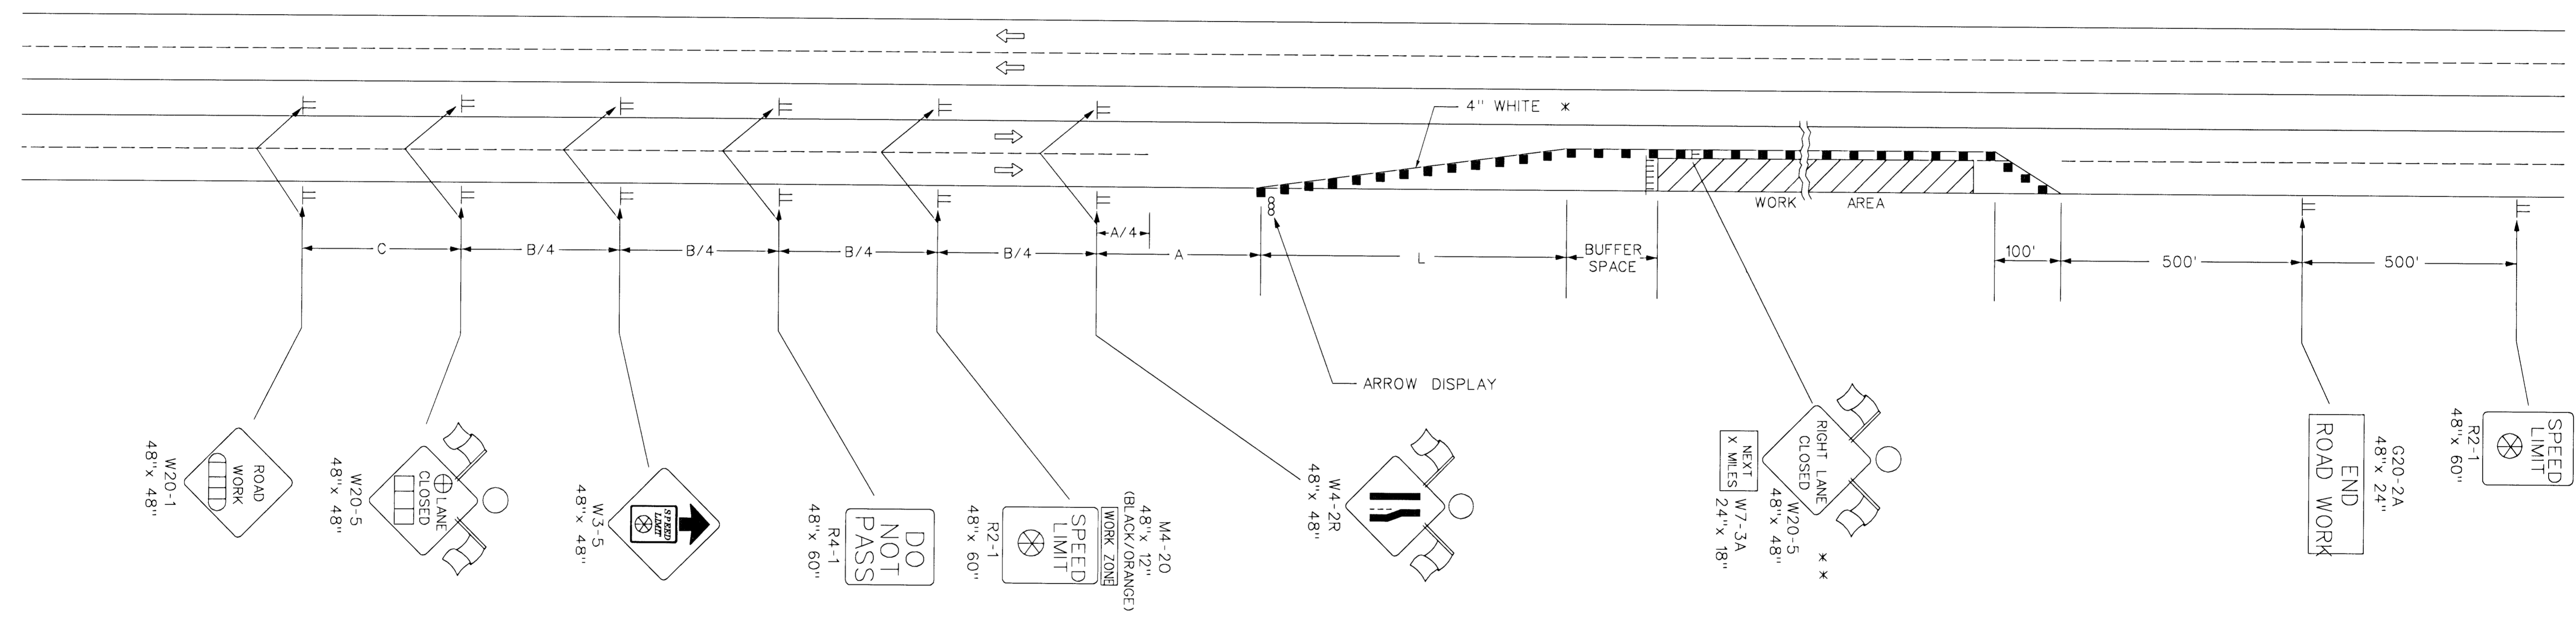 4" WHITE *
WORK AREA
C
B/4
B/4
B/4
B/4
A/4
A
L
BUFFER
SPACE
100'
500'
500'
ARROW DISPLAY
ROAD
WORK
W20-1
48"x 48"
LANE
CLOSED
W20-5
48"x 48"
SPEED
LIMIT
W3-5
48"x 48"
DO
NOT
PASS
R4-1
48"x 60"
M4-20
48"x 12"
(BLACK/ORANGE)
WORK ZONE
SPEED
LIMIT
R2-1
48"x 60"
W4-2R
48"x 48"
RIGHT LANE
CLOSED
W20-5 **
48"x 48"
NEXT
X MILES
W7-3A
24"x 18"
G20-2A
48"x 24"
END
ROAD WORK
SPEED
LIMIT
R2-1
48"x 60"